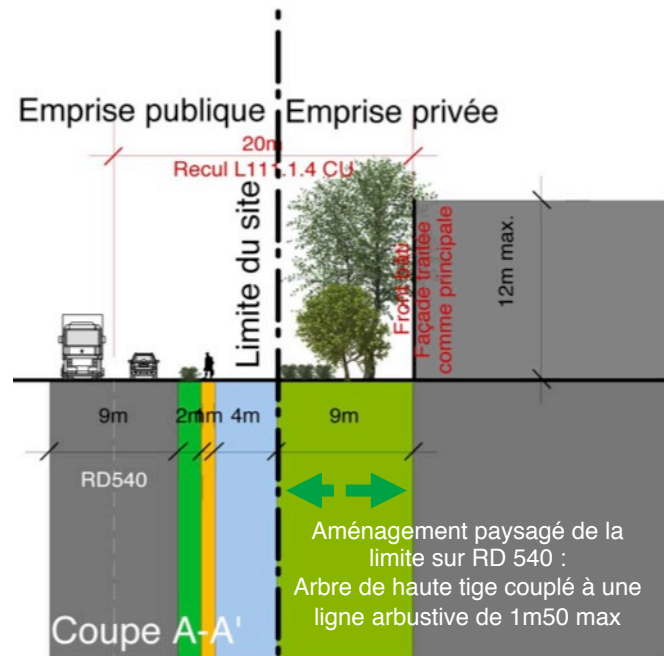 Emprise publique
Emprise privée
20m
Recul L111.1.4 CU
Limite du site
Front bâti
Façade traitée
comme principale
12m max.
9m
2m
1m
4m
9m
RD540
Aménagement paysagé de la
limite sur RD 540 :
Arbre de haute tige couplé à une
ligne arbustive de 1m50 max
Coupe A-A'